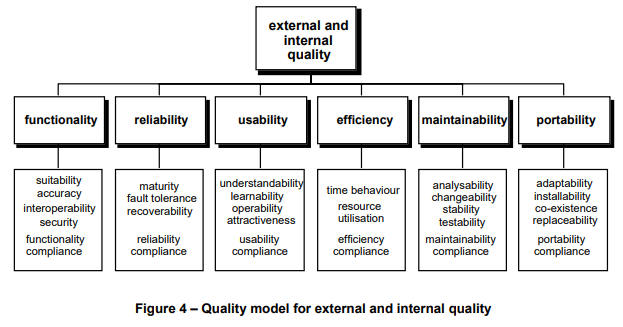 external and
internal
quality
functionality
reliability
usability
efficiency
maintainability
portability
suitability
accuracy
interoperability
security
functionality
compliance
maturity
fault tolerance
recoverability
reliability
compliance
understandability
learnability
operability
attractiveness
usability
compliance
time behaviour
resource
utilisation
efficiency
compliance
analysability
changeability
stability
testability
maintainability
compliance
adaptability
installability
co-existence
replaceability
portability
compliance
Figure 4 – Quality model for external and internal quality